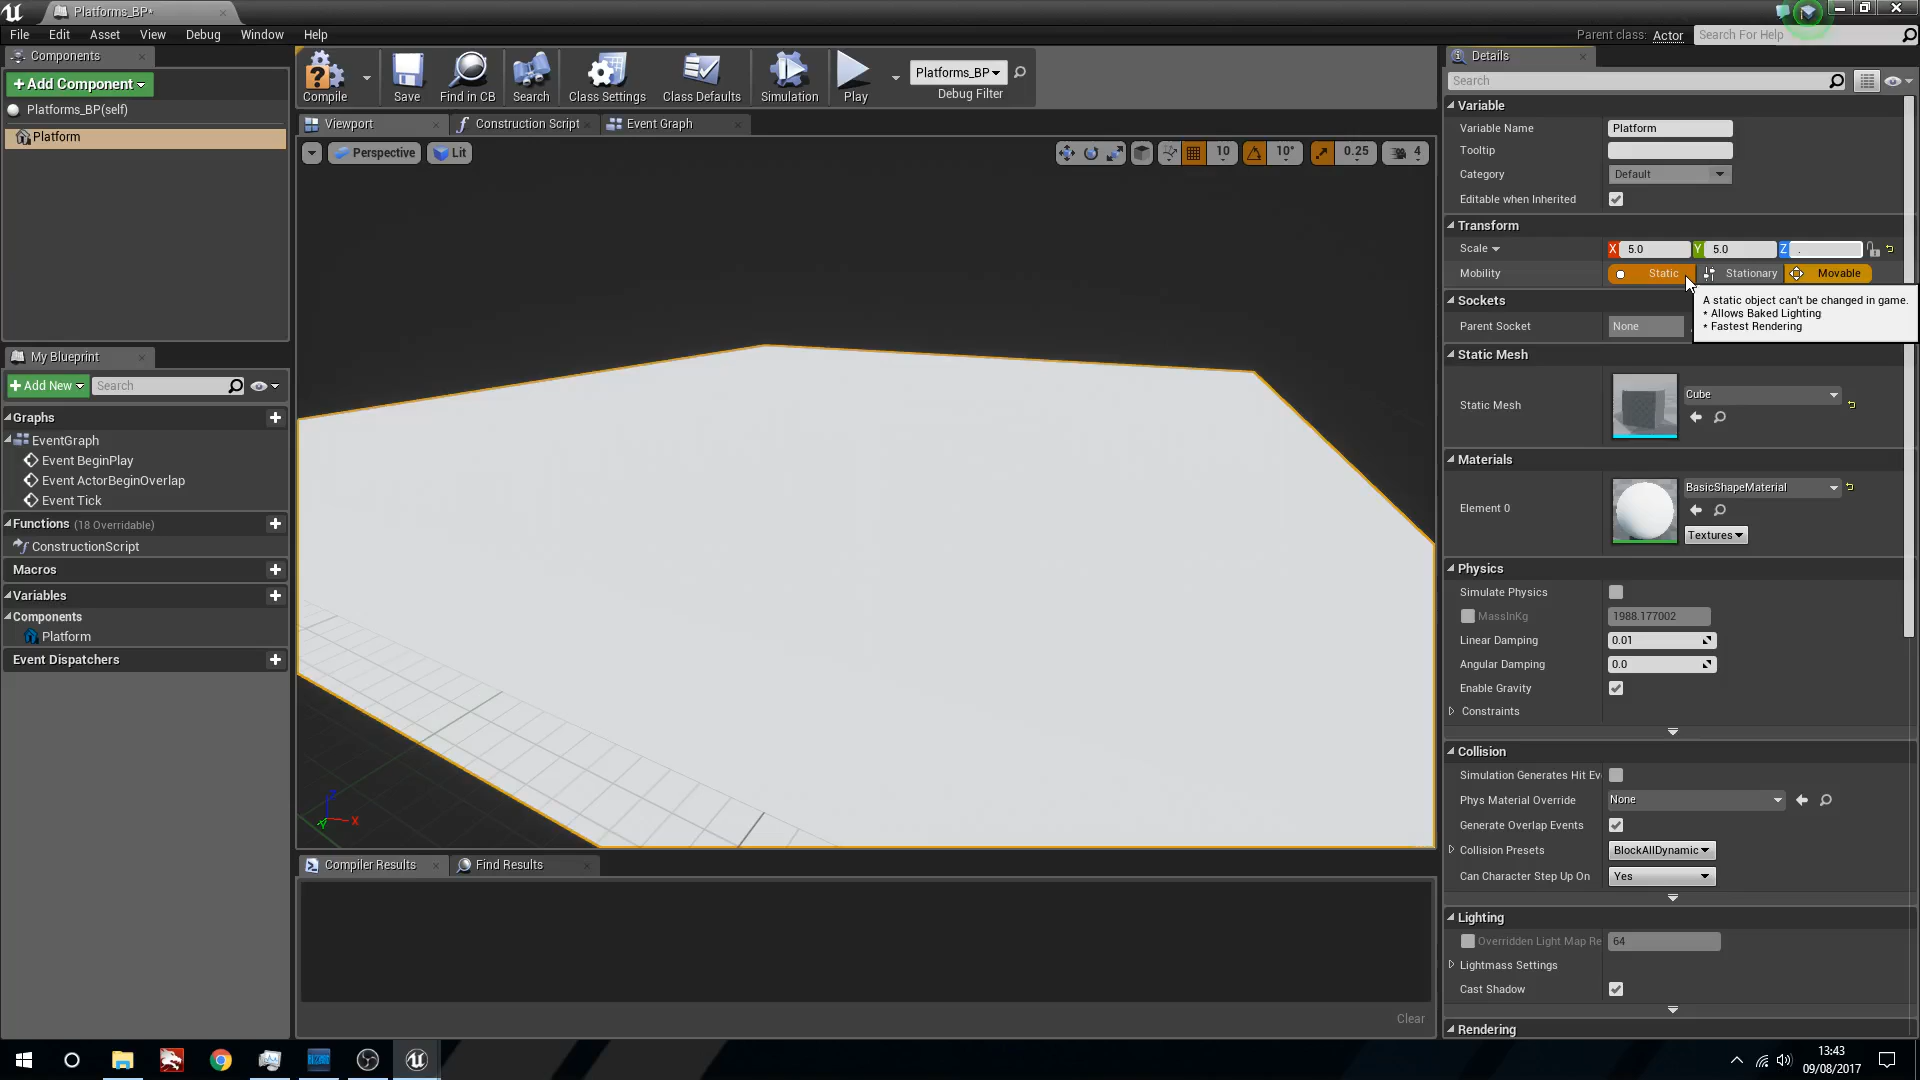 Platforms_BP*
File Edit Asset View Debug Window Help
Parent class: Actor
Search For Help
Components
+Add Component
Platforms_BP(self)
Platform
Compile
Save
Find in CB
Search
Class Settings
Class Defaults
Simulation
Play
Platforms_BP
Debug Filter
Viewport
Construction Script
Event Graph
Perspective
Lit
10
10°
0.25
4
My Blueprint
+Add New
Search
Graphs
EventGraph
Event BeginPlay
Event ActorBeginOverlap
Event Tick
Functions (18 Overridable)
ConstructionScript
Macros
Variables
Components
Platform
Event Dispatchers
Compiler Results
Find Results
Clear
Details
Search
Variable
Variable Name Platform
Tooltip
Category Default
Editable when Inherited
Transform
Scale X 5.0 Y 5.0 Z .
Mobility Static Stationary Movable
A static object can't be changed in game.
* Allows Baked Lighting
* Fastest Rendering
Sockets
Parent Socket None
Static Mesh
Static Mesh Cube
Materials
Element 0 BasicShapeMaterial
Textures
Physics
Simulate Physics
MassInKg 1988.177002
Linear Damping 0.01
Angular Damping 0.0
Enable Gravity
Constraints
Collision
Simulation Generates Hit Ev
Phys Material Override None
Generate Overlap Events
Collision Presets BlockAllDynamic
Can Character Step Up On Yes
Lighting
Overridden Light Map Re 64
Lightmass Settings
Cast Shadow
Rendering
13:43
09/08/2017